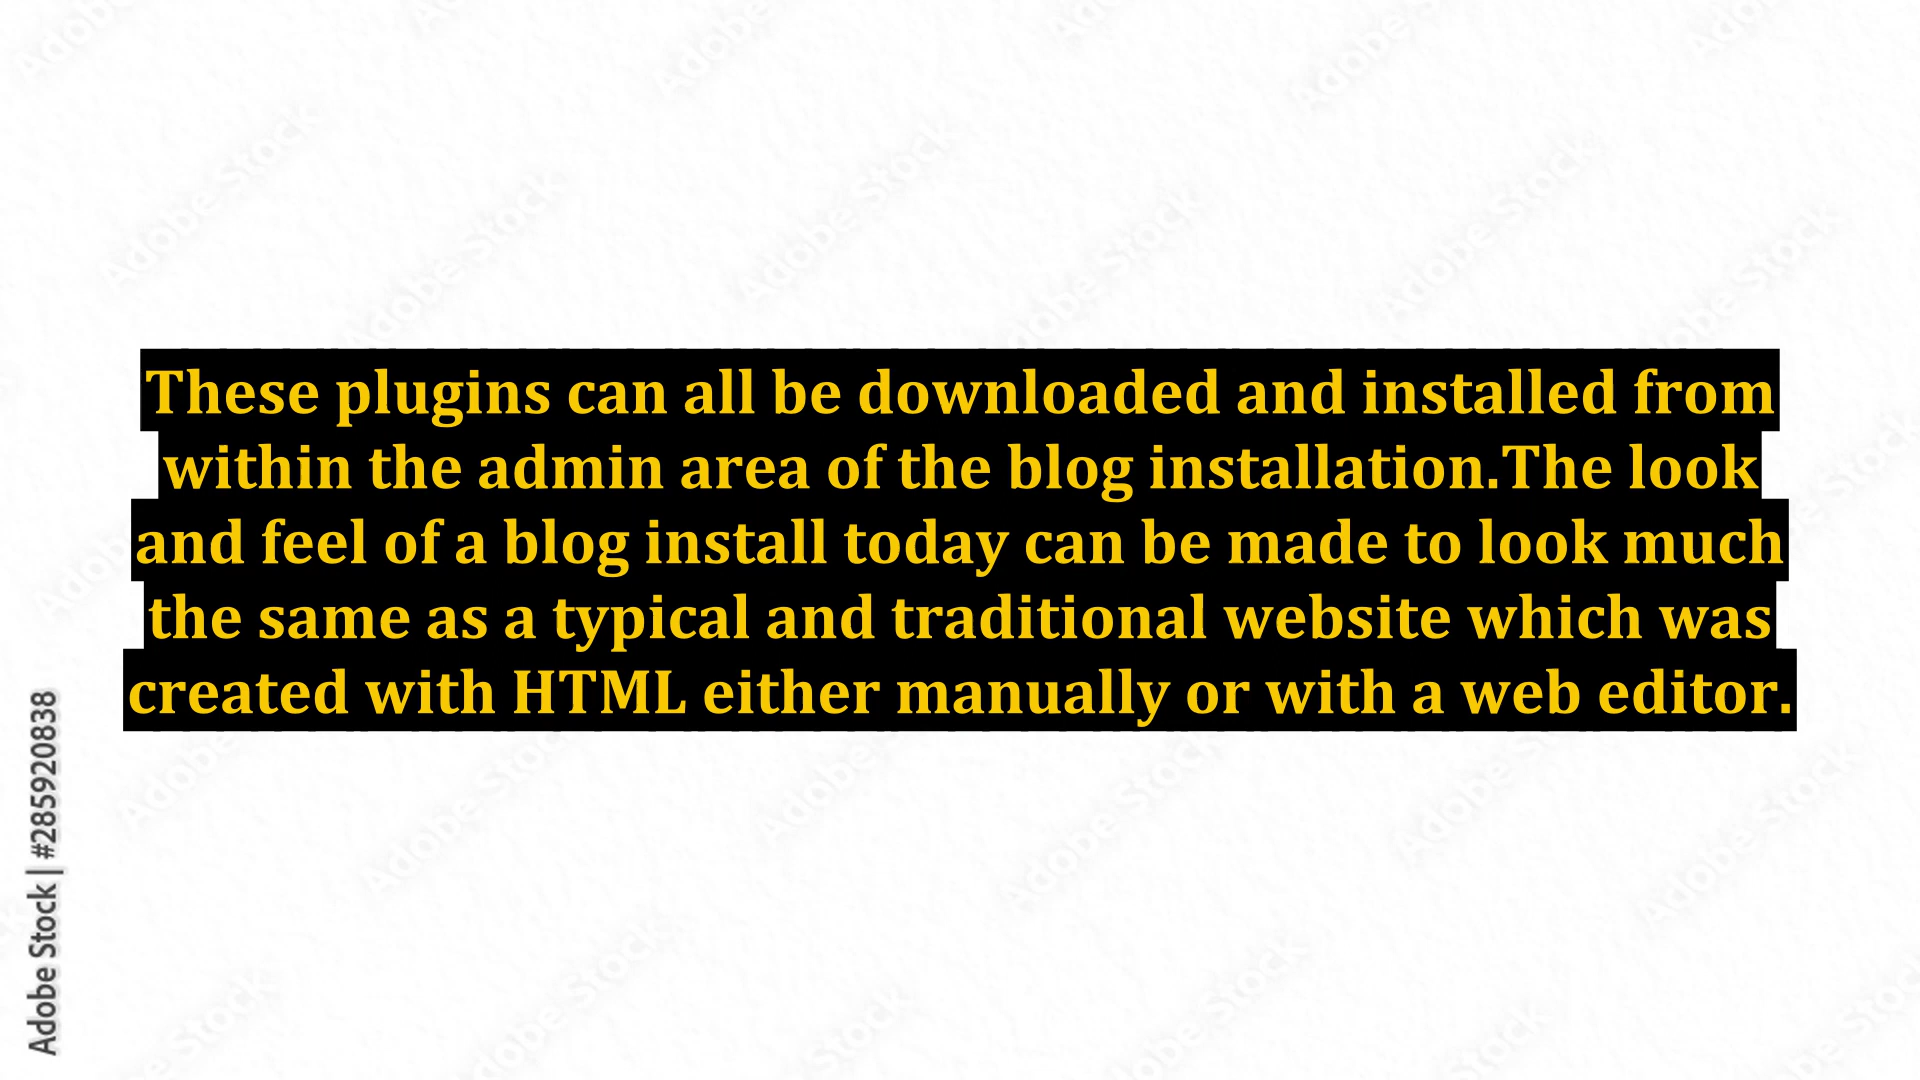 These plugins can all be downloaded and installed from
within the admin area of the blog installation.The look
and feel of a blog install today can be made to look much
the same as a typical and traditional website which was
created with HTML either manually or with a web editor.
Adobe Stock | #285920838